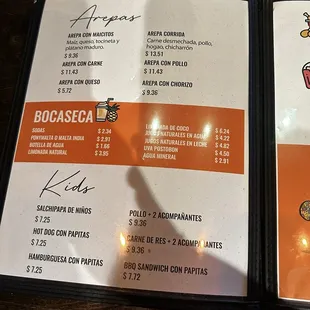 Arepas
AREPA CON MAICITOS
Maiz, queso, tocineta y
plátano maduro.
$ 9.36
AREPA CON CARNE
$ 11.43
AREPA CON QUESO
$ 5.72
AREPA CORRIDA
Carne desmechada, pollo,
hogao, chicharrón
$ 13.51
AREPA CON POLLO
$ 11.43
AREPA CON CHORIZO
$ 9.36
BOCASECA
SODAS $ 2.34
PONYMALTA O MALTA INDIA $ 2.91
BOTELLA DE AGUA $ 1.66
LIMONADA NATURAL $ 3.95
LIMONADA DE COCO $ 6.24
JUGOS NATURALES EN AGUA $ 4.22
JUGOS NATURALES EN LECHE $ 4.82
UVA POSTOBON $ 4.50
AGUA MINERAL $ 2.91
Kids
SALCHIPAPA DE NIÑOS
$ 7.25
HOT DOG CON PAPITAS
$ 7.25
HAMBURGUESA CON PAPITAS
$ 7.25
POLLO + 2 ACOMPAÑANTES
$ 9.36
CARNE DE RES + 2 ACOMPAÑANTES
$ 9.36
BBQ SANDWICH CON PAPITAS
$ 7.72